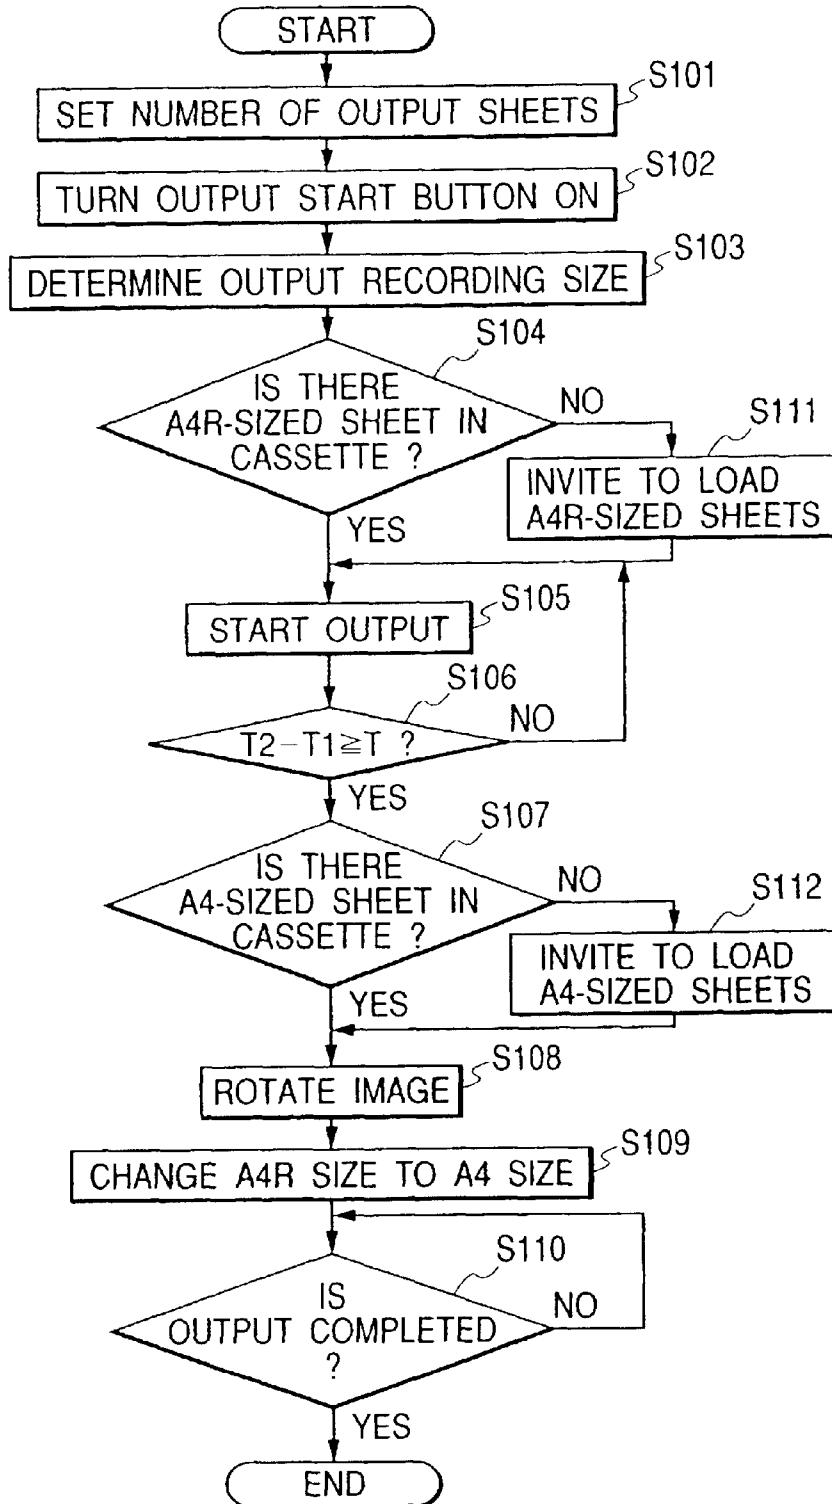 START
S101
SET NUMBER OF OUTPUT SHEETS
S102
TURN OUTPUT START BUTTON ON
S103
DETERMINE OUTPUT RECORDING SIZE
S104
IS THERE
A4R-SIZED SHEET IN
CASSETTE ?
NO
S111
INVITE TO LOAD
A4R-SIZED SHEETS
YES
S105
START OUTPUT
S106
T2-T1≧T ?
NO
YES
S107
IS THERE
A4-SIZED SHEET IN
CASSETTE ?
NO
S112
INVITE TO LOAD
A4-SIZED SHEETS
YES
S108
ROTATE IMAGE
S109
CHANGE A4R SIZE TO A4 SIZE
S110
IS
OUTPUT COMPLETED
?
NO
YES
END